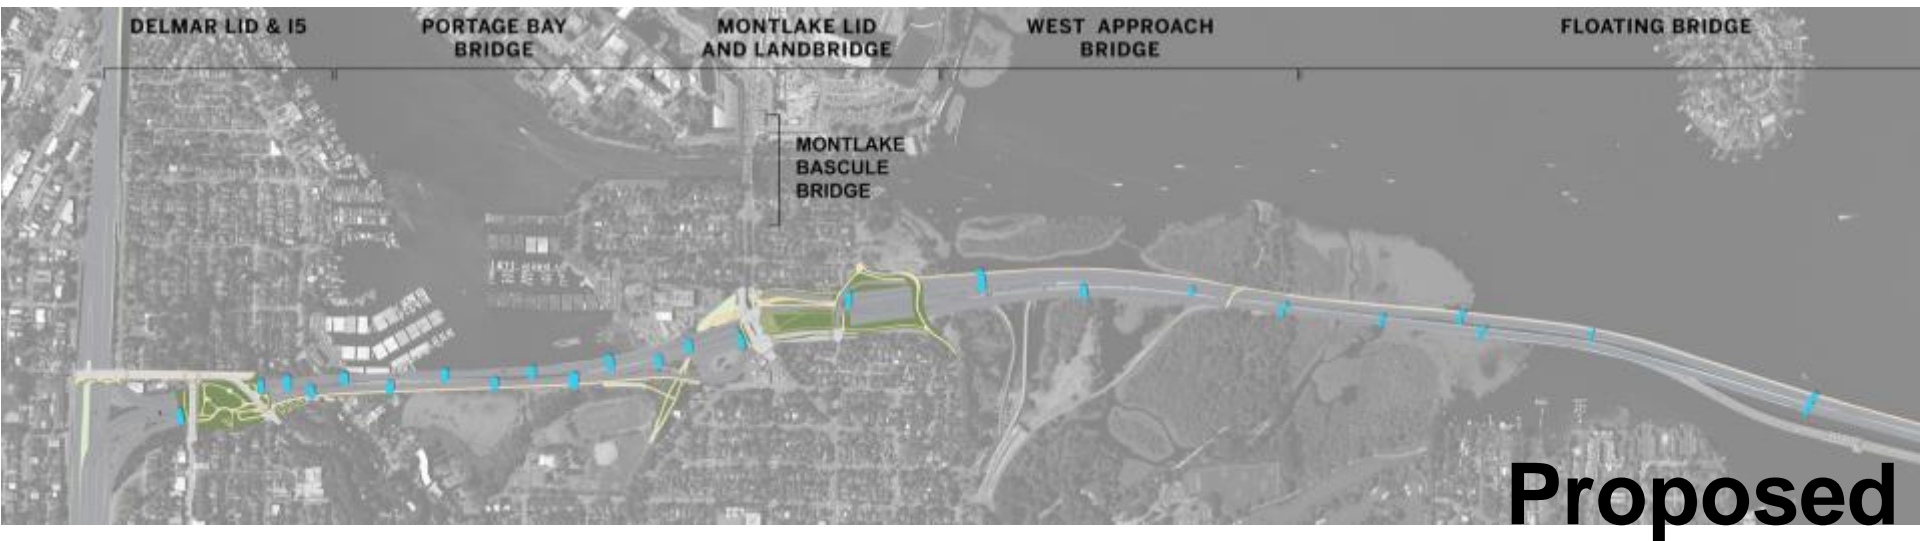 DELMAR LID & I5
PORTAGE BAY
BRIDGE
MONTLAKE LID
AND LANDBRIDGE
WEST APPROACH
BRIDGE
FLOATING BRIDGE
MONTLAKE
BASCULE
BRIDGE
Proposed